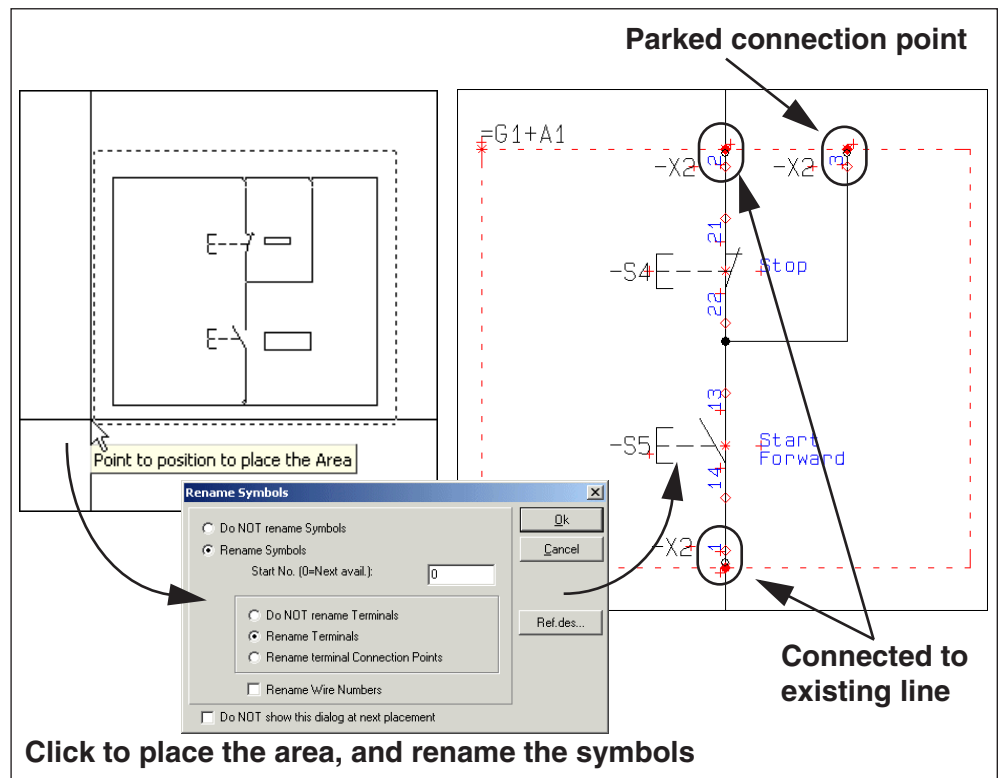 Parked connection point
=G1+A1
-X2
2
-X2
3
21
-S4
Stop
22
13
-S5
Start
Forward
14
-X2
1
Point to position to place the Area
Rename Symbols
Do NOT rename Symbols
Rename Symbols
Start No. (0=Next avail.):
0
Do NOT rename Terminals
Rename Terminals
Rename terminal Connection Points
Rename Wire Numbers
Do NOT show this dialog at next placement
Ok
Cancel
Ref.des...
Connected to
existing line
Click to place the area, and rename the symbols